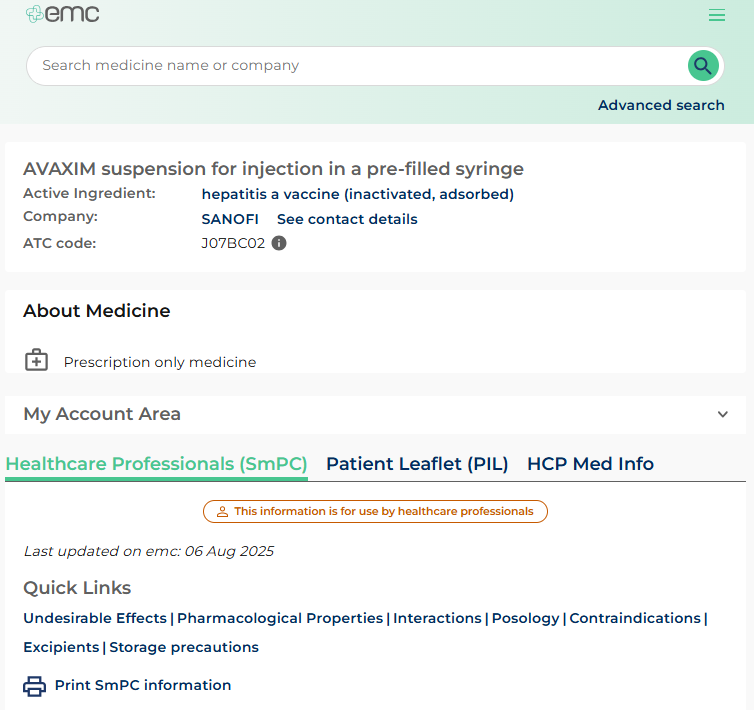 emc
Search medicine name or company
Advanced search
AVAXIM suspension for injection in a pre-filled syringe
Active Ingredient: hepatitis a vaccine (inactivated, adsorbed)
Company: SANOFI See contact details
ATC code: J07BC02 i
About Medicine
Prescription only medicine
My Account Area
Healthcare Professionals (SmPC) Patient Leaflet (PIL) HCP Med Info
This information is for use by healthcare professionals
Last updated on emc: 06 Aug 2025
Quick Links
Undesirable Effects | Pharmacological Properties | Interactions | Posology | Contraindications |
Excipients | Storage precautions
Print SmPC information